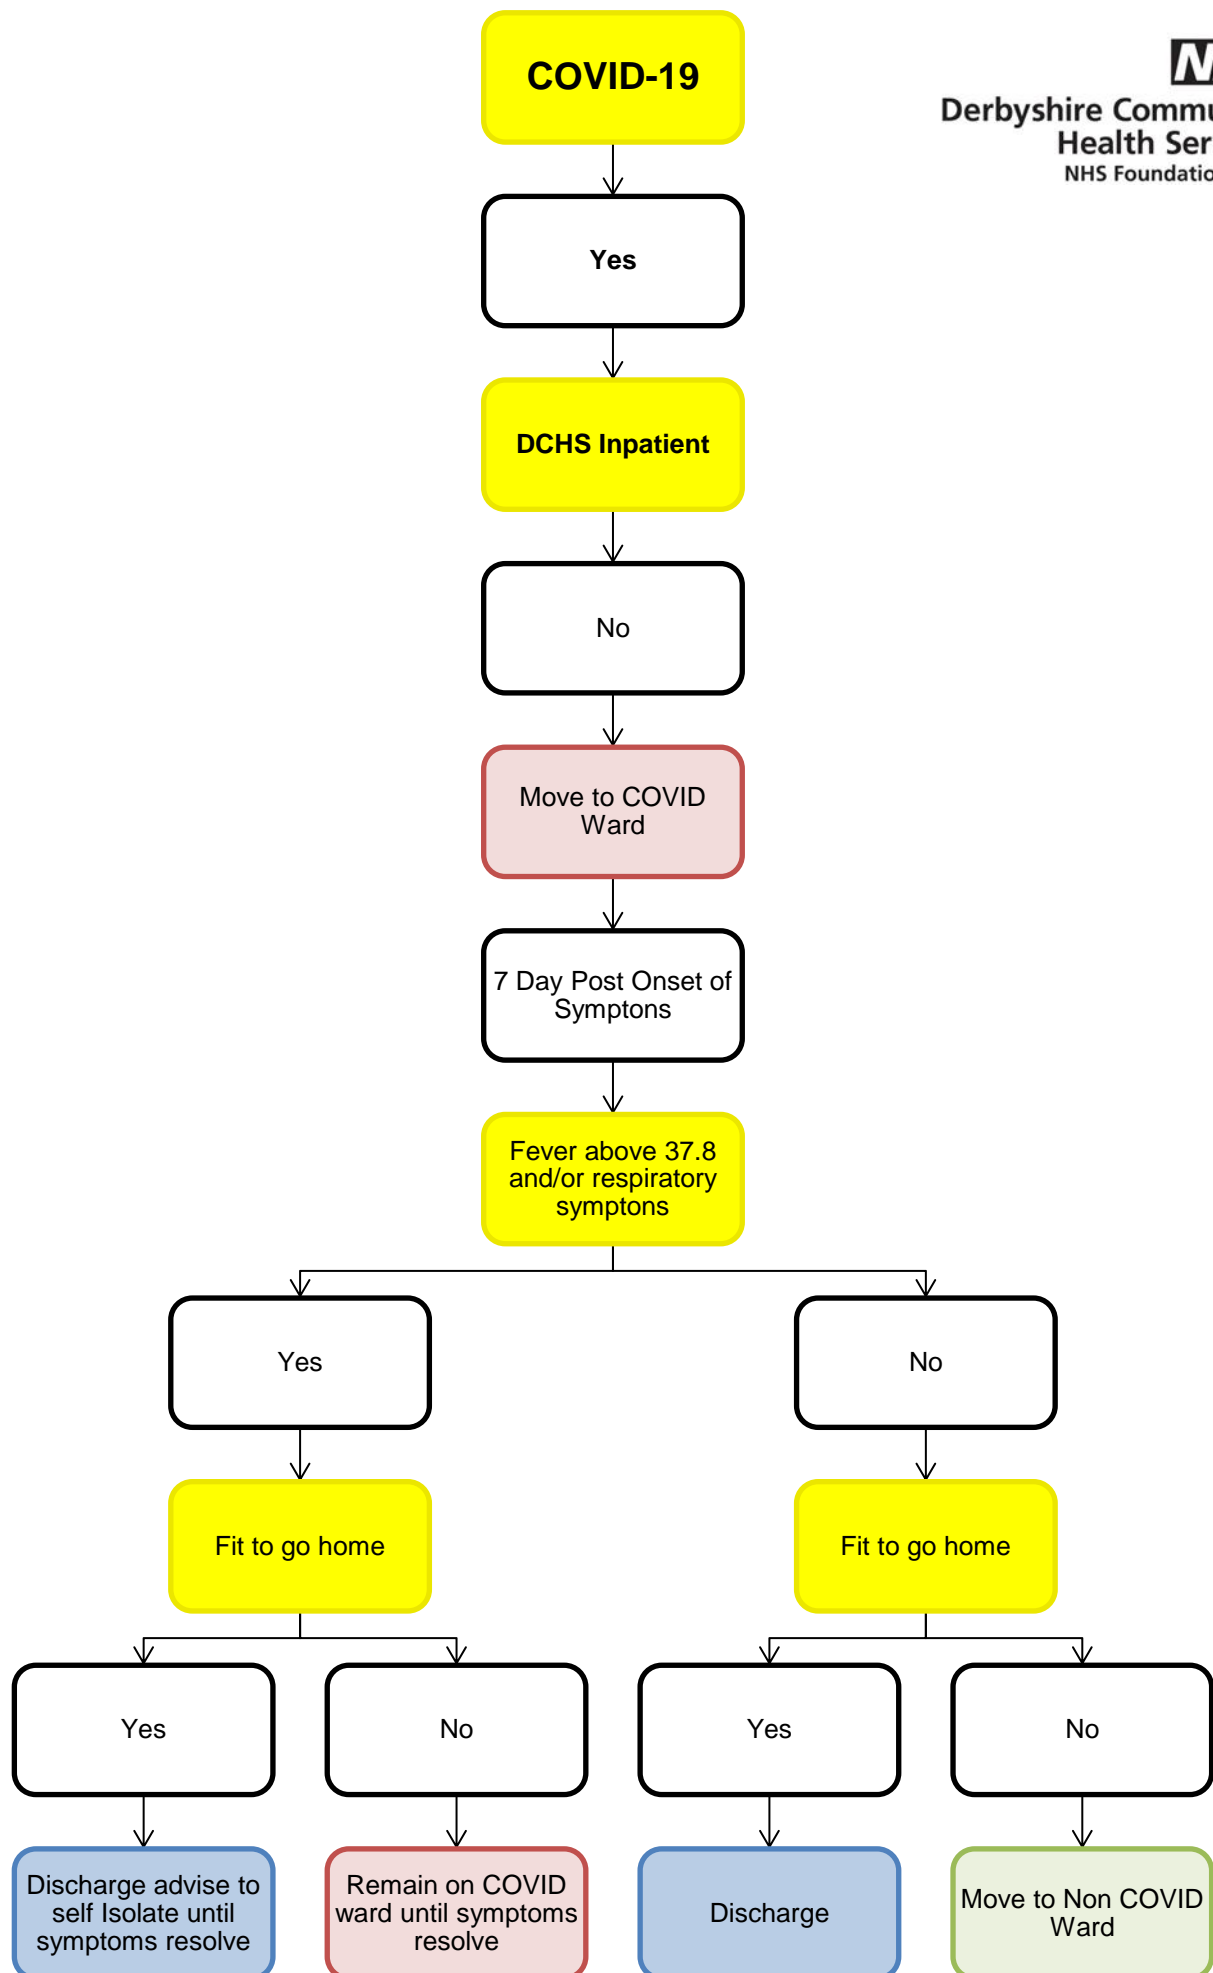 COVID-19
Derbyshire
Health
NHS
Yes
DCHS Inpatient
No
Move to COVID
Ward
7 Day Post Onset of
Symptons
Fever above 37.8
and/or respiratory
symptons
Yes
No
Fit to go home
Fit to go home
Yes
No
Yes
No
Discharge advise to
self Isolate until
symptoms resolve
Remain on COVID
ward until symptoms
resolve
Discharge
Move to Non COVID
Ward